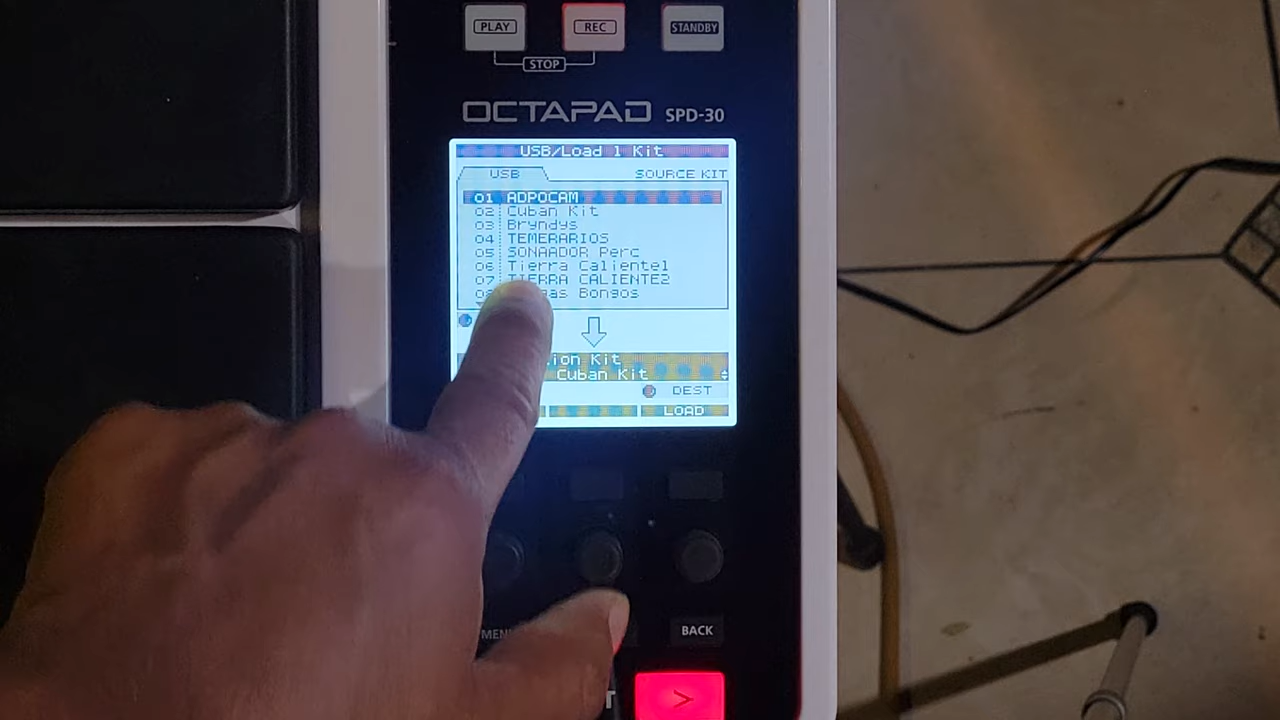 PLAY REC STANDBY
STOP
OCTAPAD SPD-30
USB/Load 1 Kit
USB SOURCE KIT
01 ADPOCAM
02 Cuban Kit
03 Bryndys
04 TEMERARIOS
05 SONAADOR Perc
06 Tierra Caliente1
07 TIERRA CALIENTE2
Bongos
Kit
Cuban Kit
DEST
LOAD
BACK
>